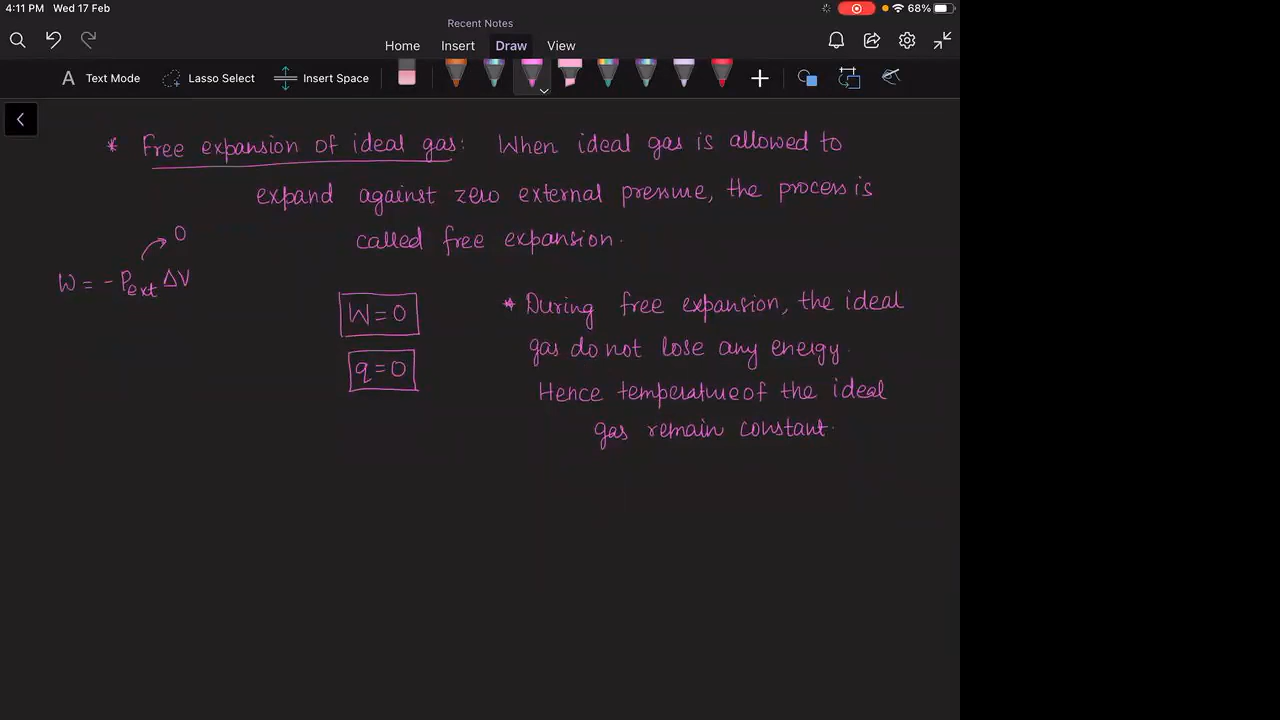 4:11 PM Wed 17 Feb
68%
Recent Notes
Home Insert Draw View
Text Mode Lasso Select Insert Space
* Free expansion of ideal gas: When ideal gas is allowed to
expand against zero external pressure, the process is
called free expansion.
0
W = - Pext ΔV
W = 0
q = 0
* During free expansion, the ideal
gas do not lose any energy.
Hence temperature of the ideal
gas remain constant.